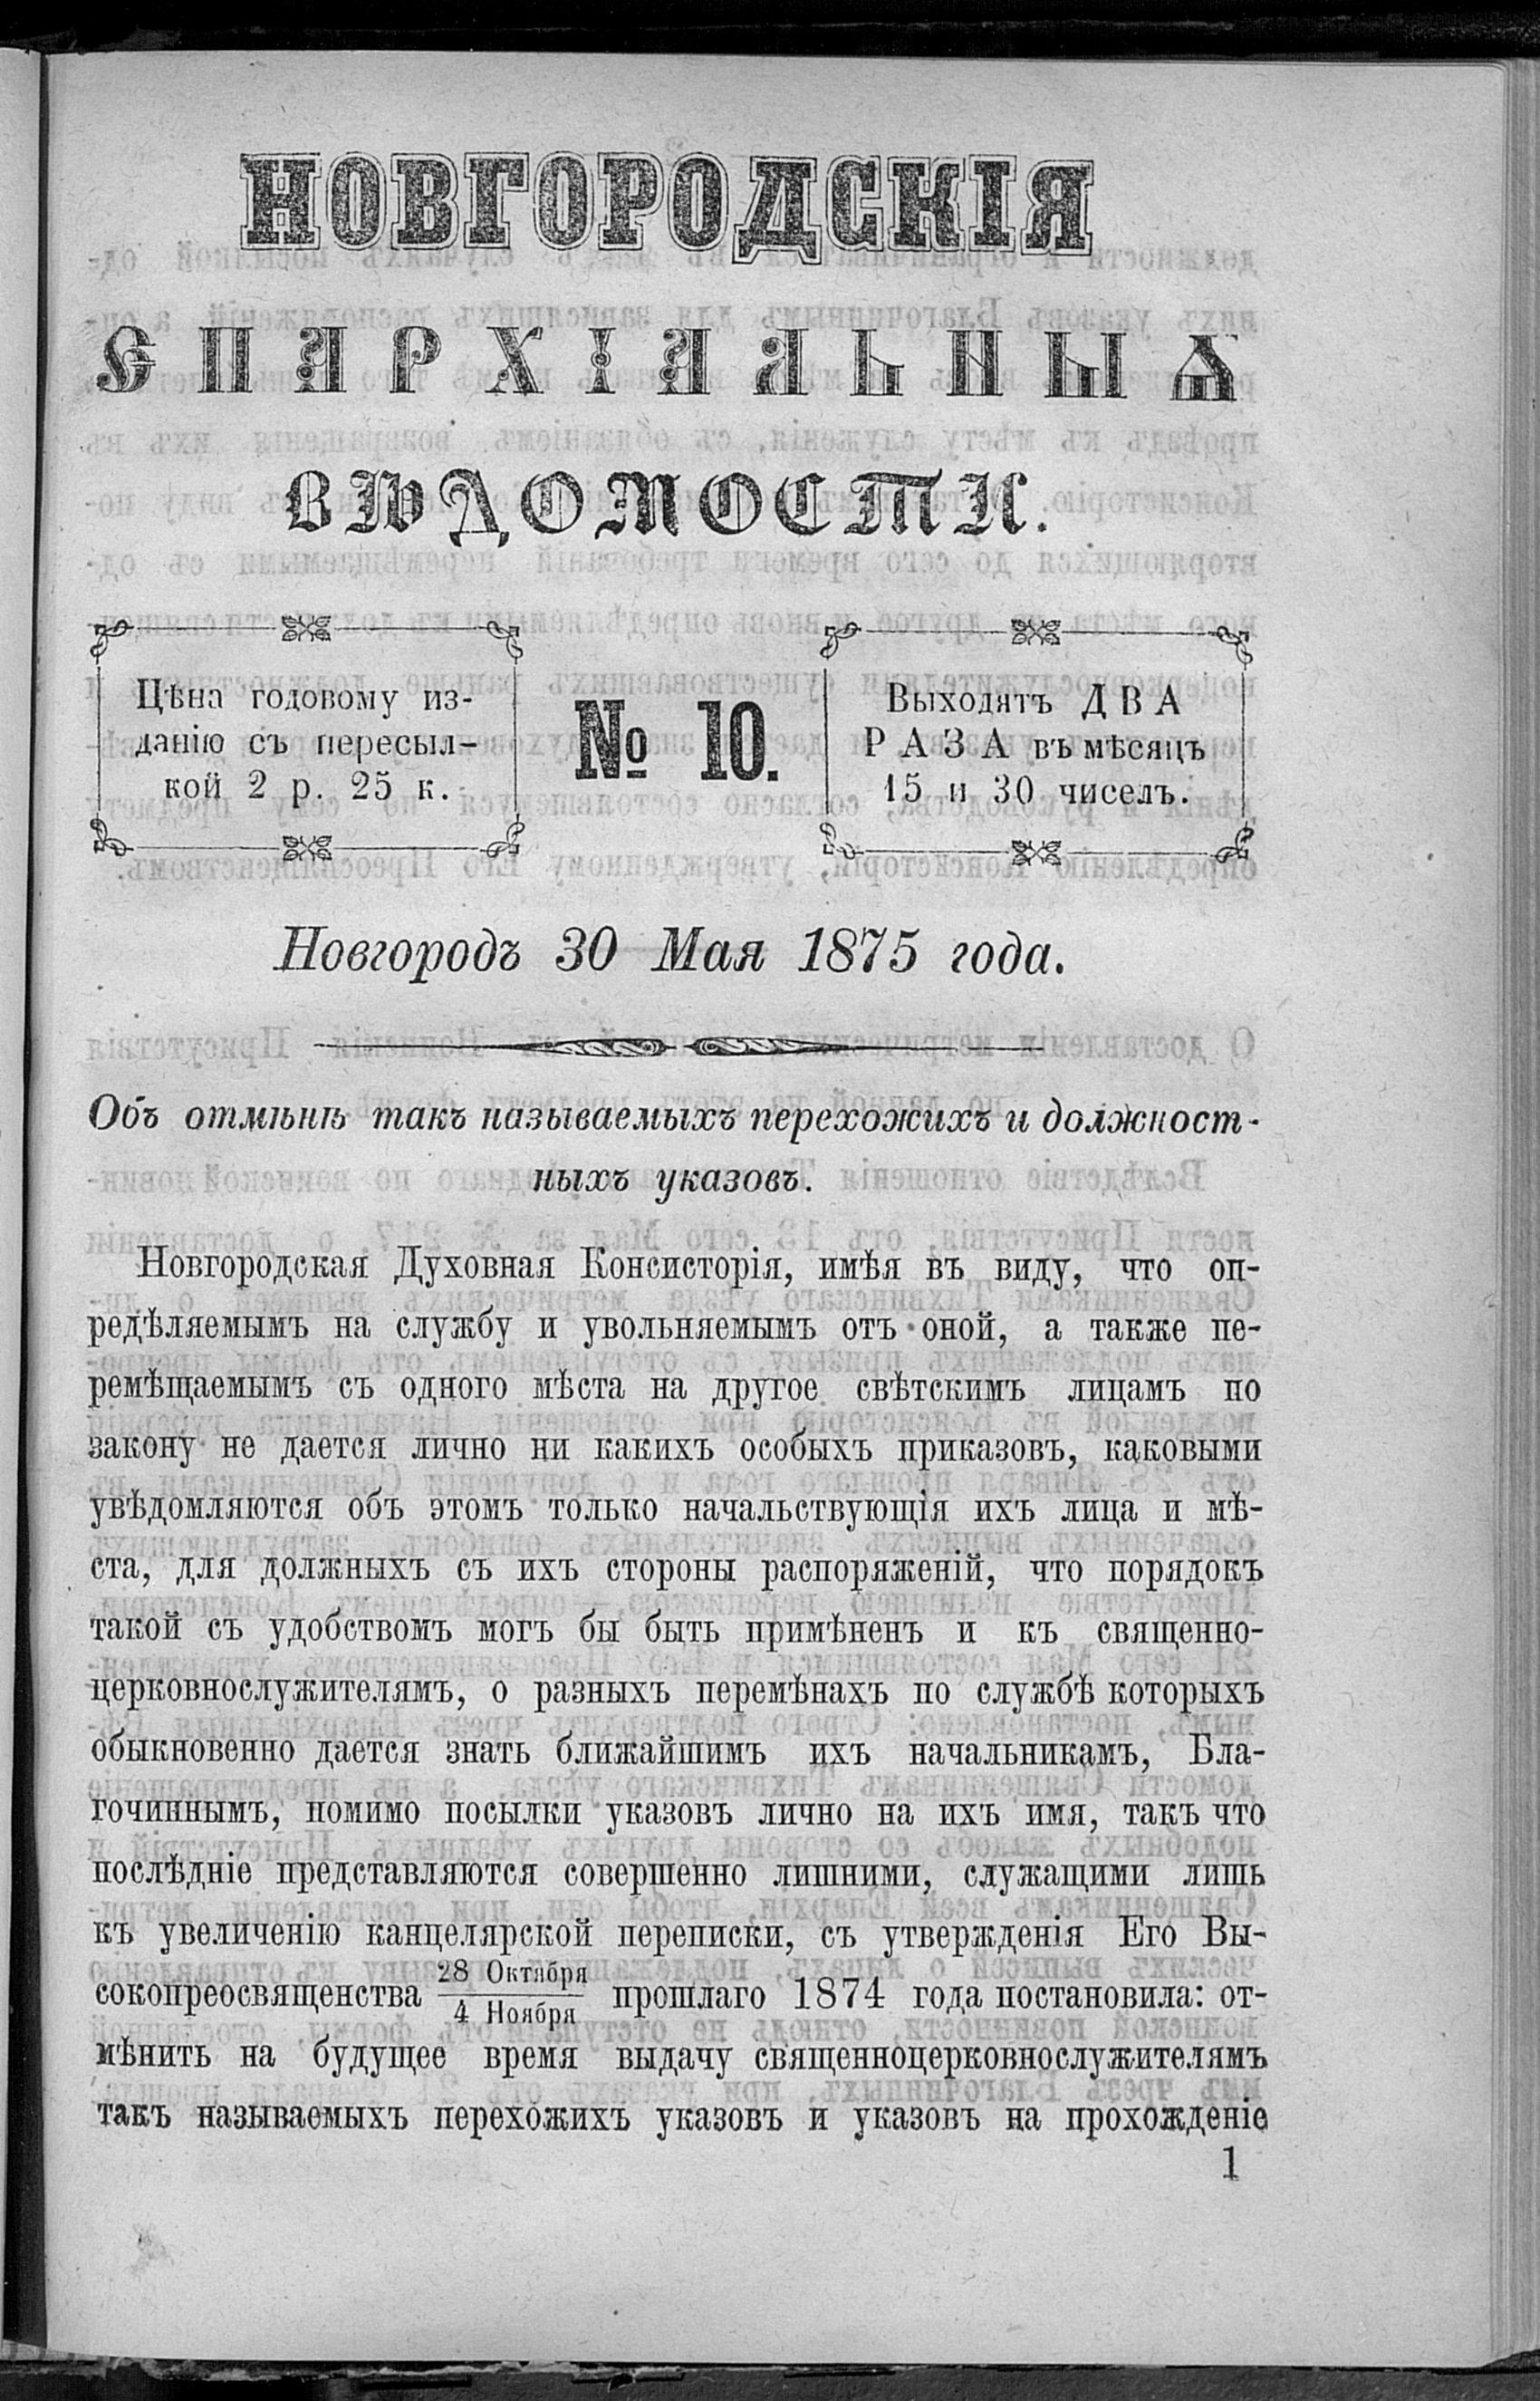 НОВГОРОДСКІЯ
ЕПАРХІАЛЬНЫѦ
ВѢДОМОСТИ.
Цѣна годовому из-
данію съ пересыл-
кой 2 р. 25 к.
№ 10.
Выходятъ ДВА
РАЗА въ мѣсяцъ
15 и 30 чиселъ.
Новгородъ 30 Мая 1875 года.
Объ отмѣнѣ такъ называемыхъ перехожихъ и должност-
ныхъ указовъ.
Новгородская Духовная Консисторія, имѣя въ виду, что оп-
редѣляемымъ на службу и увольняемымъ отъ оной, а также пе-
ремѣщаемымъ съ одного мѣста на другое свѣтскимъ лицамъ по
закону не дается лично ни какихъ особыхъ приказовъ, каковыми
увѣдомляются объ этомъ только начальствующія ихъ лица и мѣ-
ста, для должныхъ съ ихъ стороны распоряженій, что порядокъ
такой съ удобствомъ могъ бы быть примѣненъ и къ священно-
церковнослужителямъ, о разныхъ перемѣнахъ по службѣ которыхъ
обыкновенно дается знать ближайшимъ ихъ начальникамъ, Бла-
гочиннымъ, помимо посылки указовъ лично на ихъ имя, такъ что
послѣдніе представляются совершенно лишними, служащими лишь
къ увеличенію канцелярской переписки, съ утвержденія Его Вы-
сокопреосвященства 28 Октября / 4 Ноября прошлаго 1874 года постановила: от-
мѣнить на будущее время выдачу священноцерковнослужителямъ
такъ называемыхъ перехожихъ указовъ и указовъ на прохожденіе
1